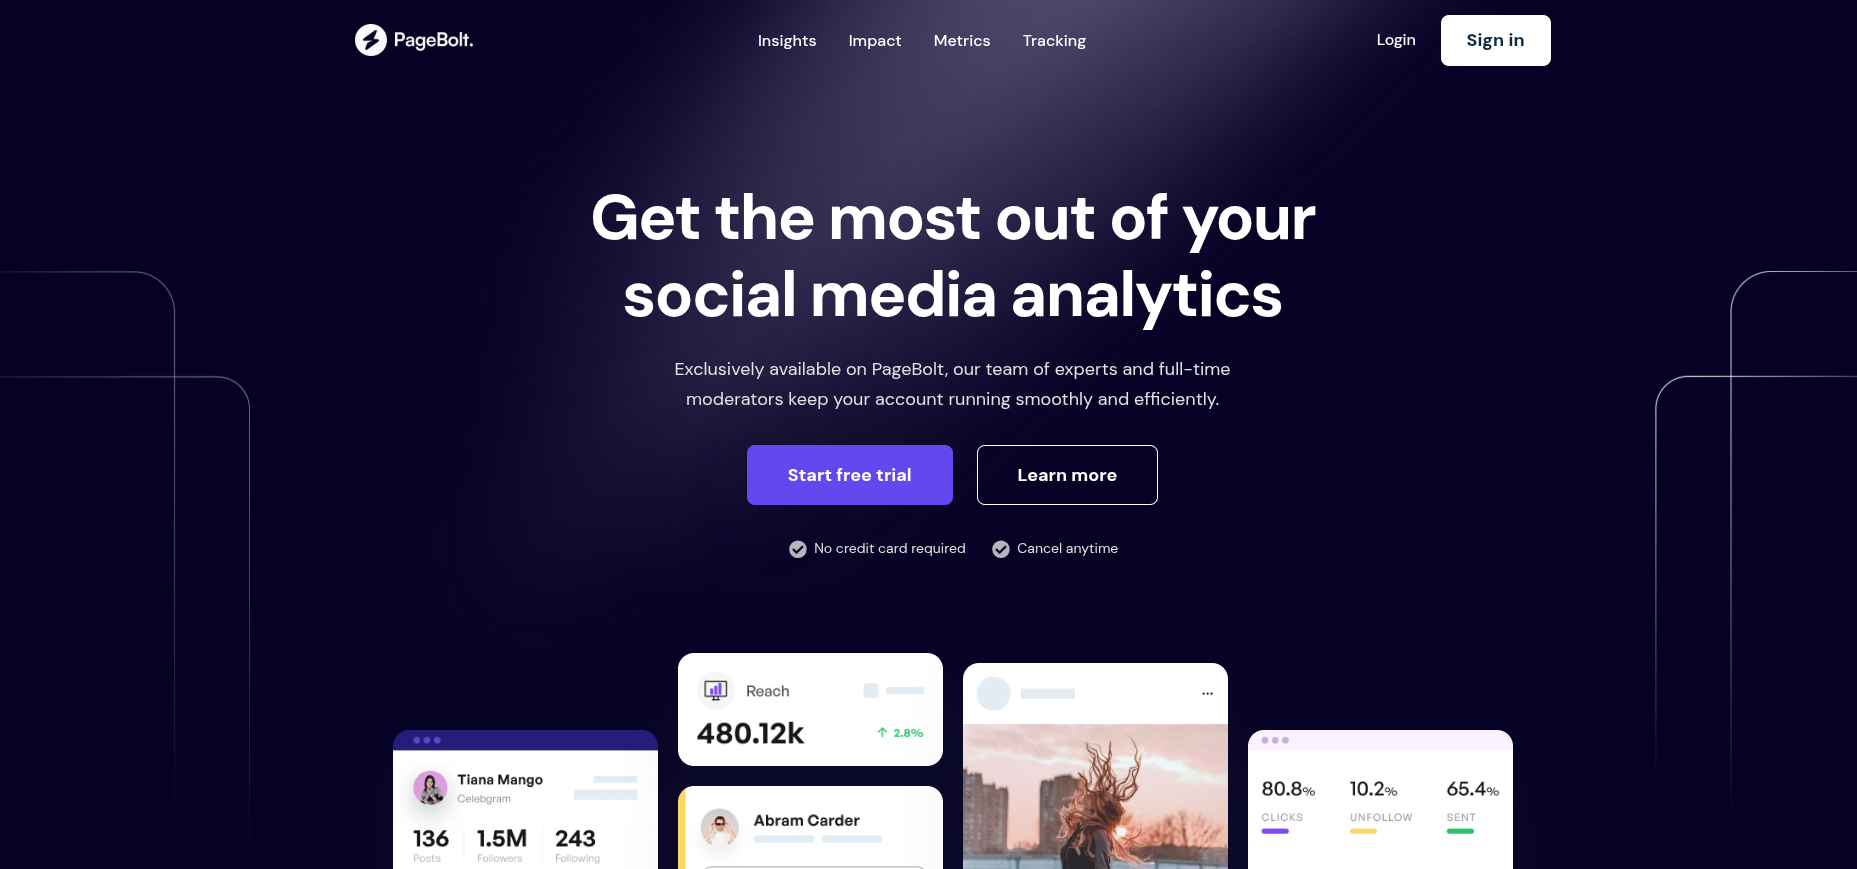 PageBolt.
Insights
Impact
Metrics
Tracking
Login
Sign in
Get the most out of your
social media analytics
Exclusively available on PageBolt, our team of experts and full-time
moderators keep your account running smoothly and efficiently.
Start free trial
Learn more
No credit card required
Cancel anytime
Tiana Mango
Celebgram
136
1.5M
243
Posts
Followers
Following
Reach
480.12k
2.8%
Abram Carder
80.8%
10.2%
65.4%
CLICKS
UNFOLLOW
SENT